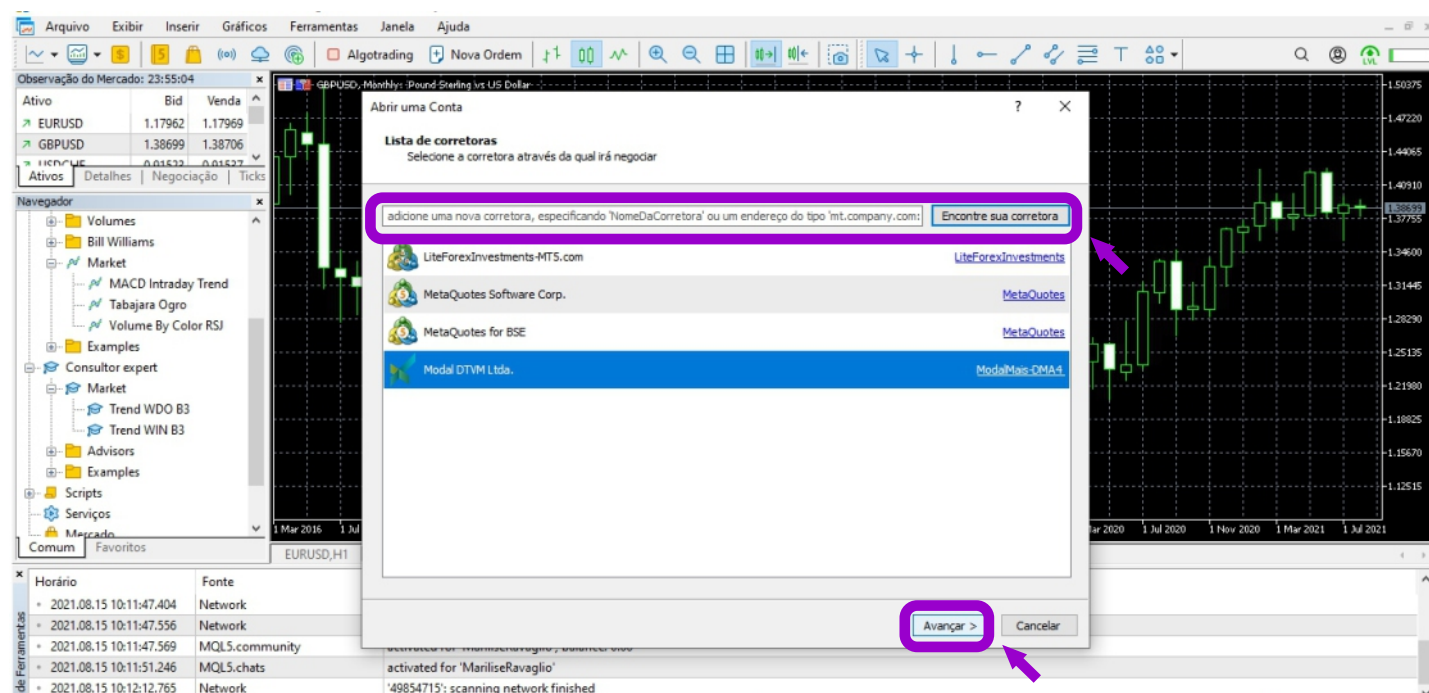 Arquivo Exibir Inserir Gráficos Ferramentas Janela Ajuda
Algotrading Nova Ordem
Observação do Mercado: 23:55:04
Ativo Bid Venda
EURUSD 1.17962 1.17969
GBPUSD 1.38699 1.38706
Ativos Detalhes Negociação Ticks
Navegador
Volumes
Bill Williams
Market
MACD Intraday Trend
Tabajara Ogro
Volume By Color RSJ
Examples
Consultor expert
Market
Trend WDO B3
Trend WIN B3
Advisors
Examples
Scripts
Serviços
Mercado
Comum Favoritos
GBPUSD, Monthly: Pound Sterling vs US Dollar
Abrir uma Conta
Lista de corretoras
Selecione a corretora através da qual irá negociar
adicione uma nova corretora, especificando 'NomeDaCorretora' ou um endereço do tipo 'mt.company.com:
Encontre sua corretora
LiteForexInvestments-MT5.com LiteForexInvestments
MetaQuotes Software Corp. MetaQuotes
MetaQuotes for BSE MetaQuotes
Modal DTVM Ltda. ModalMais-DMA4
Avançar > Cancelar
1.50375
1.47220
1.44065
1.40910
1.38699
1.37755
1.34600
1.31445
1.28290
1.25135
1.21980
1.18825
1.15670
1.12515
1 Mar 2016 1 Jul 2020 1 Nov 2020 1 Mar 2021 1 Jul 2021
EURUSD,H1
Horário Fonte
2021.08.15 10:11:47.404 Network
2021.08.15 10:11:47.556 Network
2021.08.15 10:11:47.569 MQL5.community
2021.08.15 10:11:51.246 MQL5.chats activated for 'MariliseRavaglio'
2021.08.15 10:12:12.765 Network '49854715': scanning network finished
de Ferramentas